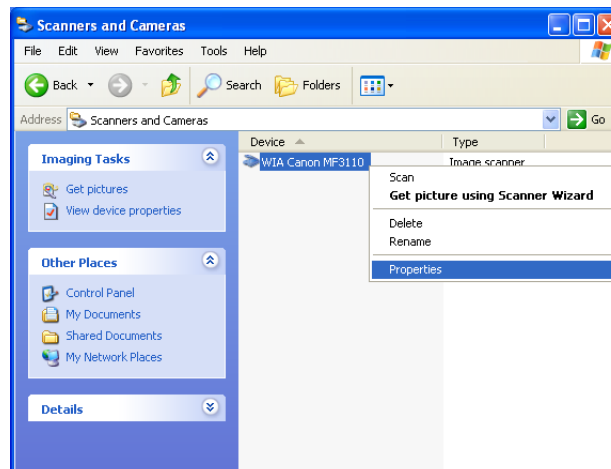 Scanners and Cameras
File Edit View Favorites Tools Help
Back Search Folders
Address Scanners and Cameras Go
Device Type
Imaging Tasks
Get pictures
View device properties
Other Places
Control Panel
My Documents
Shared Documents
My Network Places
Details
WIA Canon MF3110 Image scanner
Scan
Get picture using Scanner Wizard
Delete
Rename
Properties